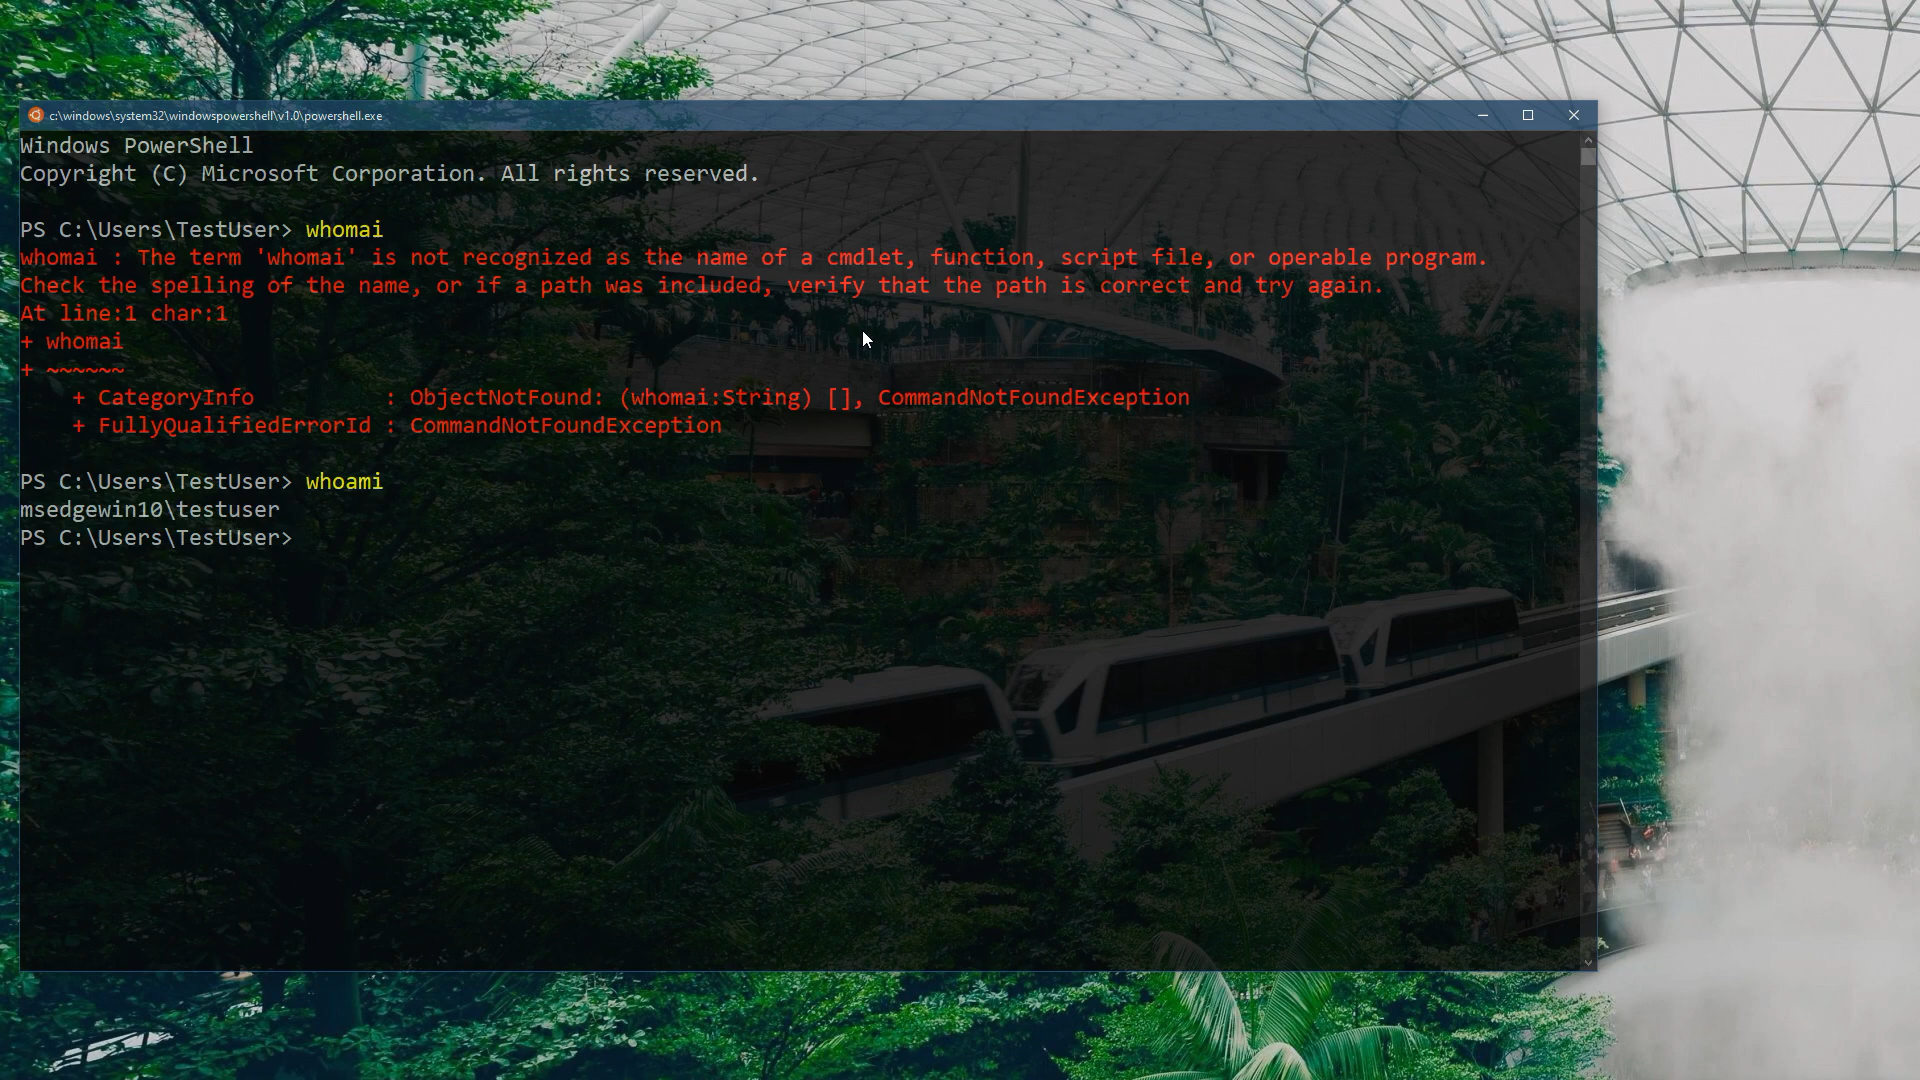 c:\windows\system32\windowspowershell\v1.0\powershell.exe
Windows PowerShell
Copyright (C) Microsoft Corporation. All rights reserved.
PS C:\Users\TestUser> whomai
whomai : The term 'whomai' is not recognized as the name of a cmdlet, function, script file, or operable program.
Check the spelling of the name, or if a path was included, verify that the path is correct and try again.
At line:1 char:1
+ whomai
+ ~~~~~~
    + CategoryInfo          : ObjectNotFound: (whomai:String) [], CommandNotFoundException
    + FullyQualifiedErrorId : CommandNotFoundException
PS C:\Users\TestUser> whoami
msedgewin10\testuser
PS C:\Users\TestUser>